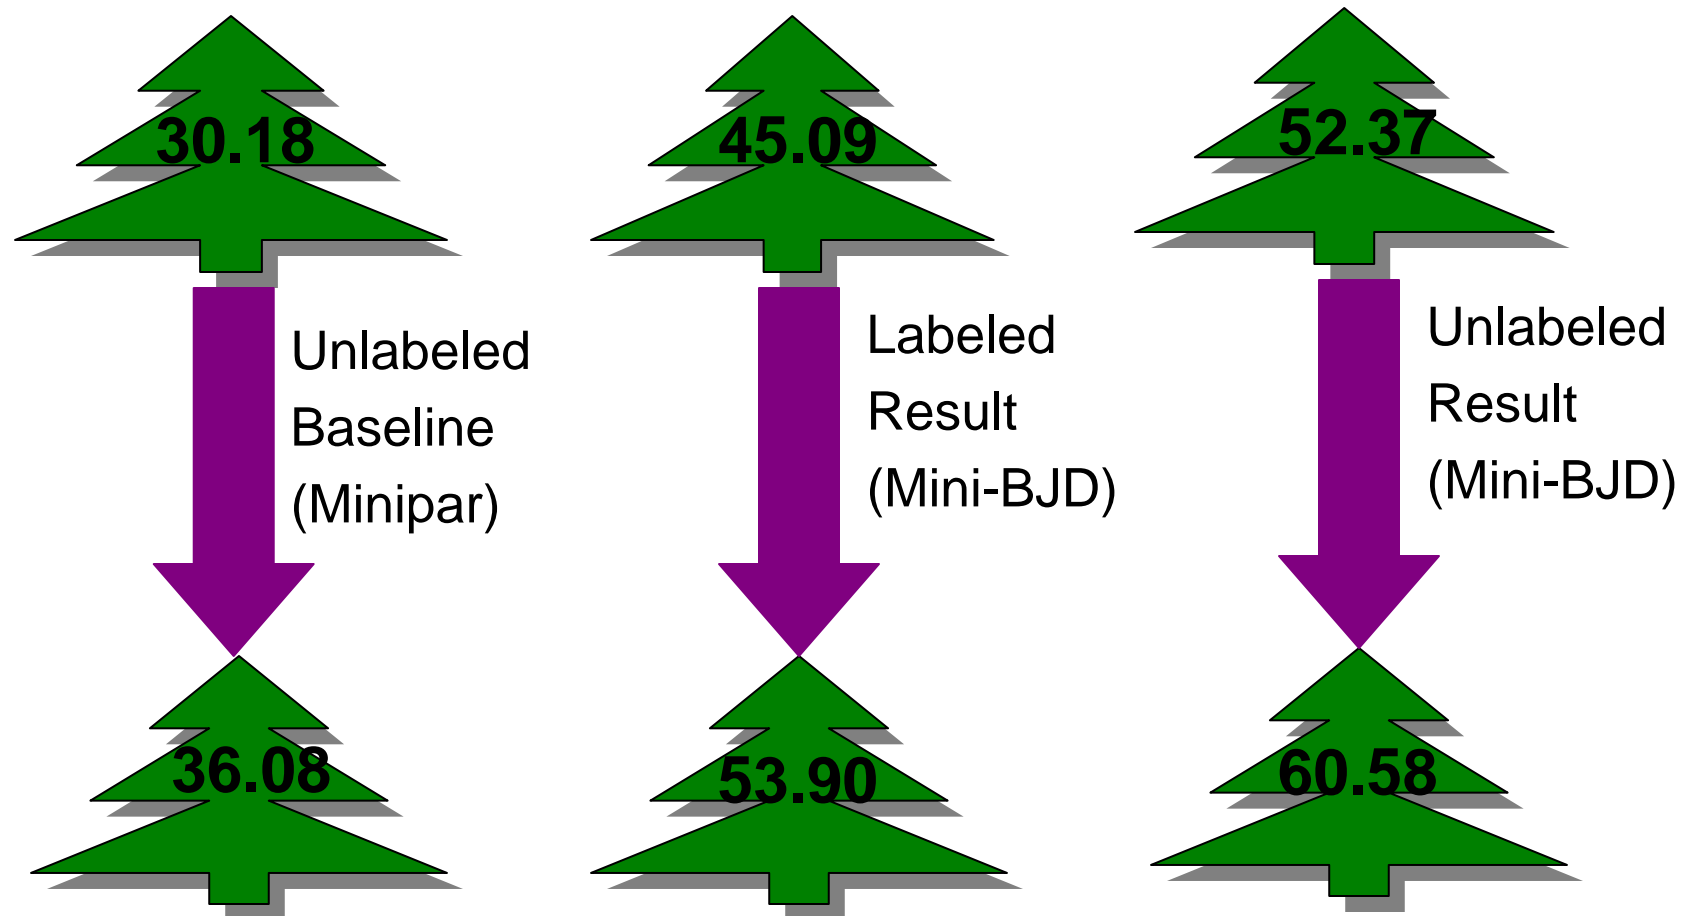 30.18
45.09
52.37
Unlabeled
Baseline
(Minipar)
Labeled
Result
(Mini-BJD)
Unlabeled
Result
(Mini-BJD)
36.08
53.90
60.58